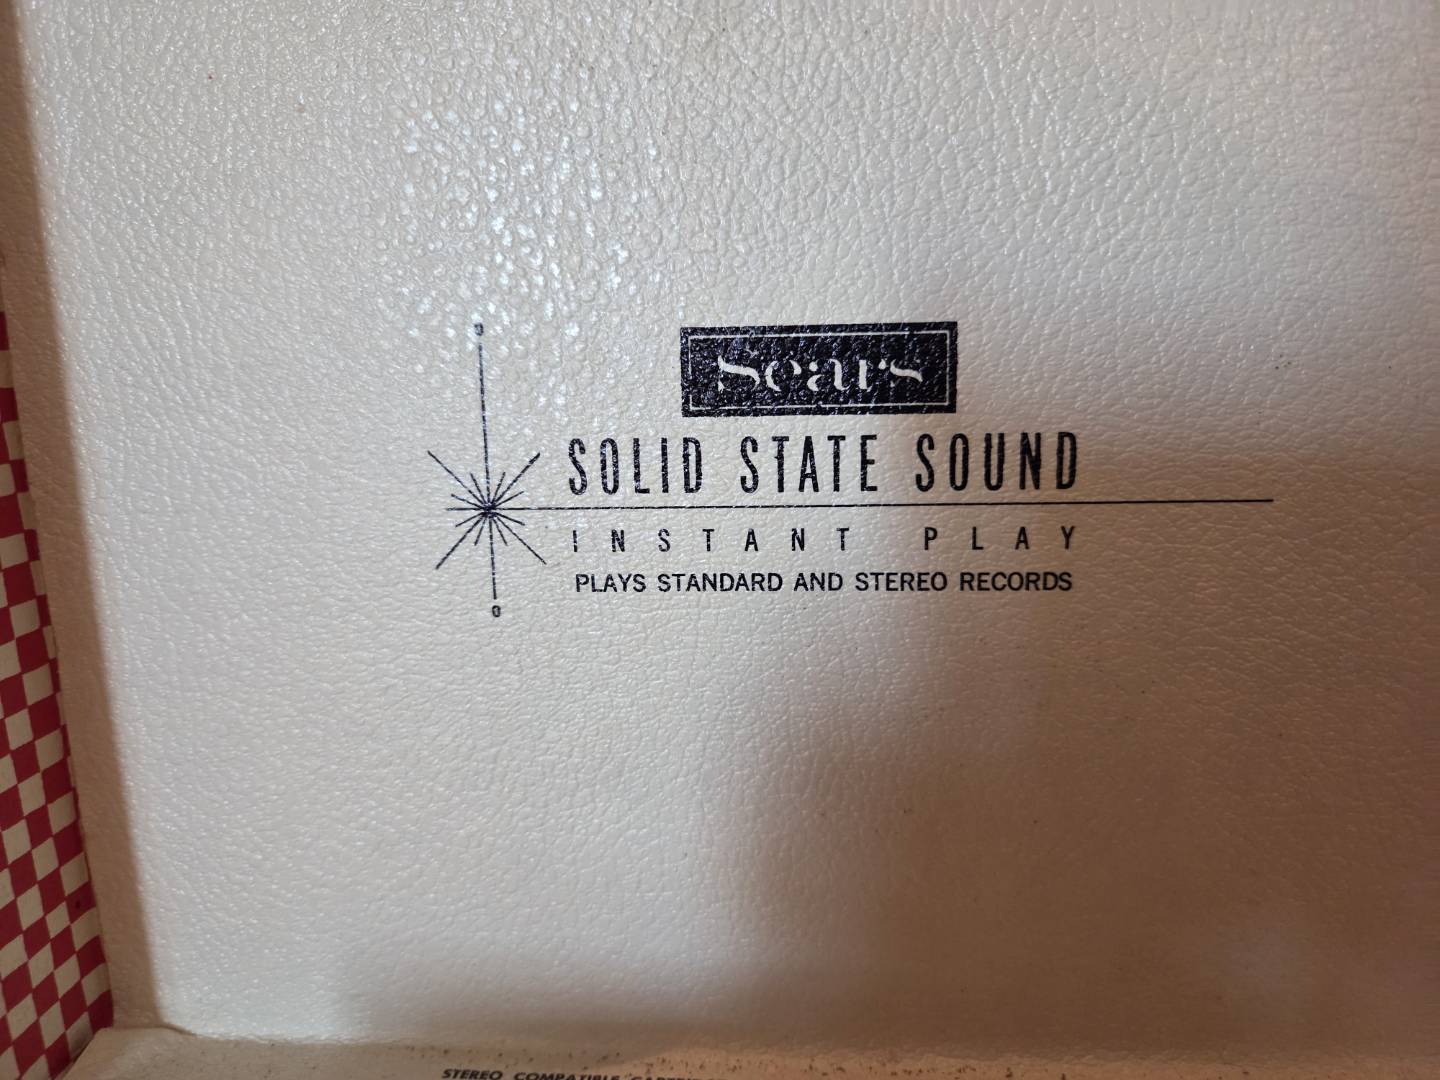 Sears
SOLID STATE SOUND
INSTANT PLAY
PLAYS STANDARD AND STEREO RECORDS
STEREO COMPATIBLE